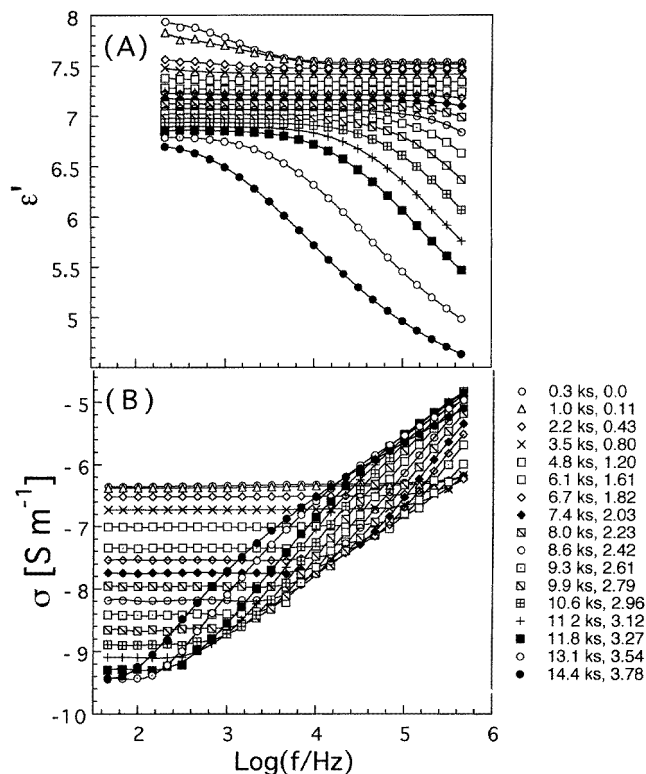 8
(A)
7.5
7
6.5
ε'
6
5.5
5
(B)
- 5
-6
σ [S m⁻¹]
-7
-8
-9
-10
2 3 4 5 6
Log(f/Hz)
0.3 ks, 0.0
1.0 ks, 0.11
2.2 ks, 0.43
3.5 ks, 0.80
4.8 ks, 1.20
6.1 ks, 1.61
6.7 ks, 1.82
7.4 ks, 2.03
8.0 ks, 2.23
8.6 ks, 2.42
9.3 ks, 2.61
9.9 ks, 2.79
10.6 ks, 2.96
11.2 ks, 3.12
11.8 ks, 3.27
13.1 ks, 3.54
14.4 ks, 3.78